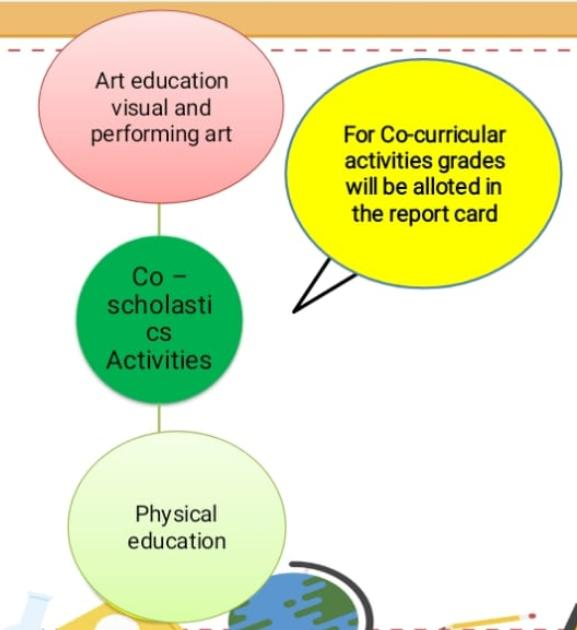 Art education
visual and
performing art
For Co-curricular
activities grades
will be alloted in
the report card
Co –
scholasti
cs
Activities
Physical
education